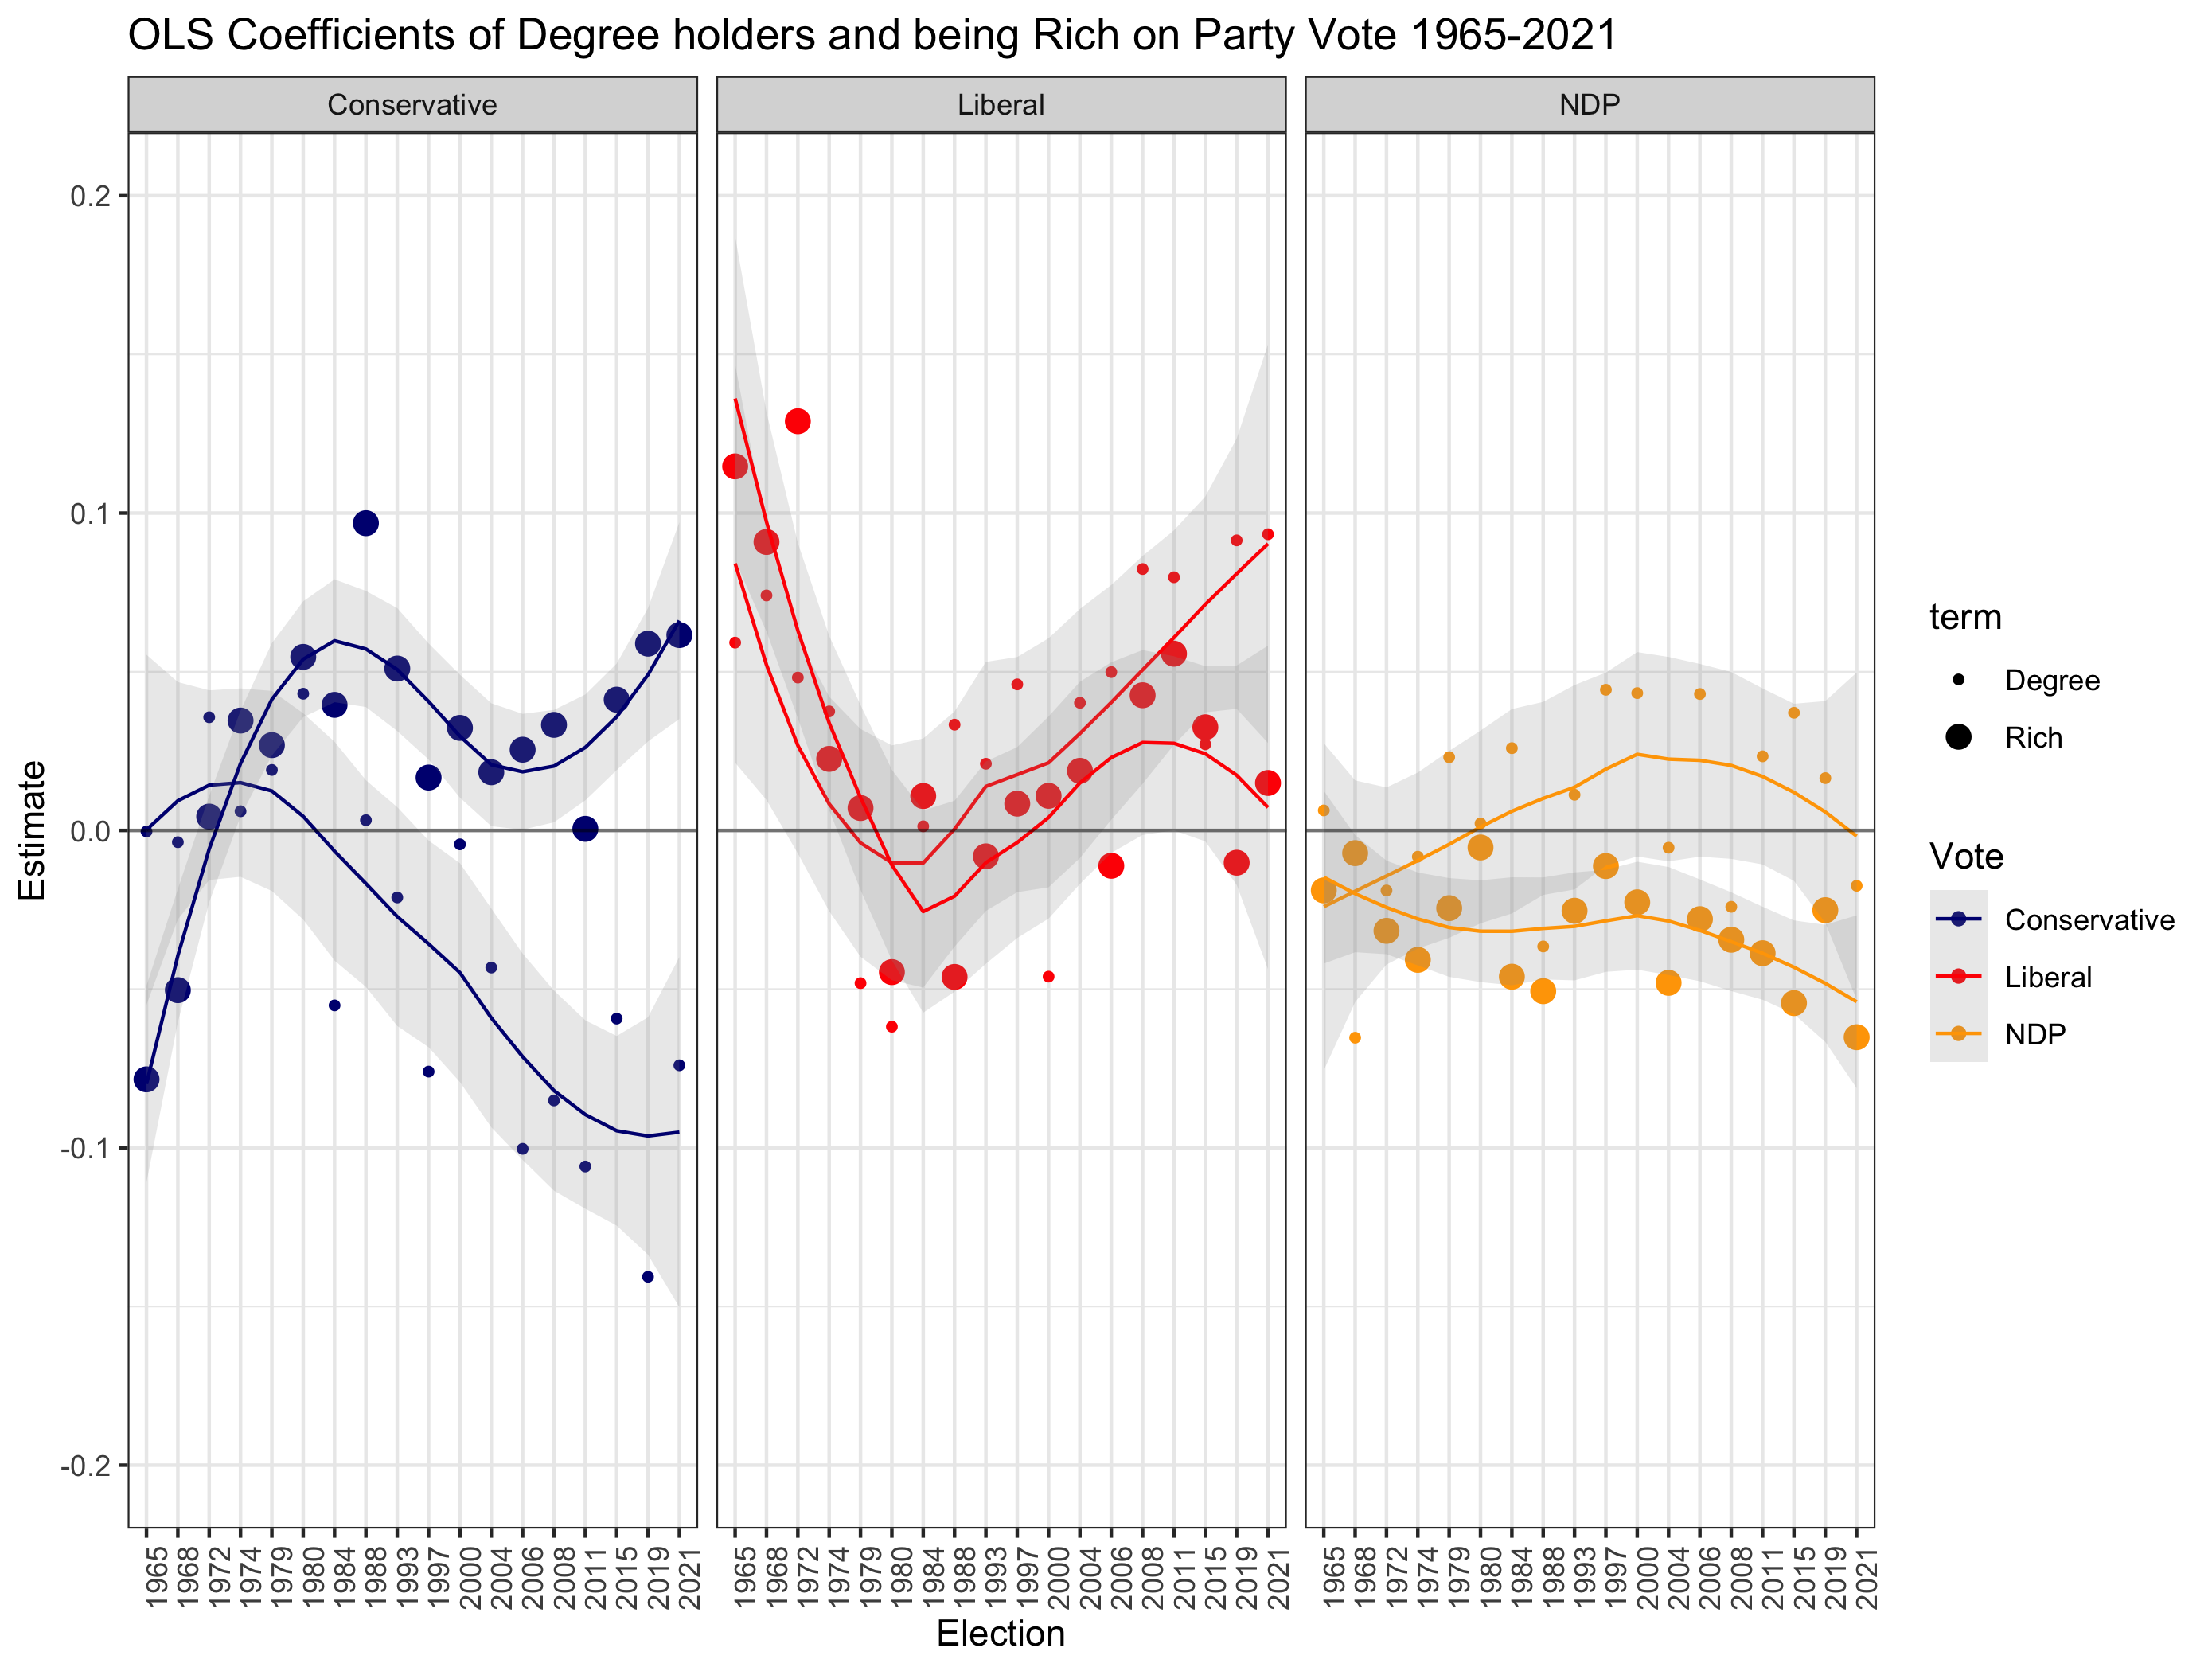 OLS Coefficients of Degree holders and being Rich on Party Vote 1965-2021
Conservative
Liberal
NDP
0.2
0.1
0.0
-0.1
-0.2
Estimate
1965 1968 1972 1974 1979 1980 1984 1988 1993 1997 2000 2004 2006 2008 2011 2015 2019 2021
1965 1968 1972 1974 1979 1980 1984 1988 1993 1997 2000 2004 2006 2008 2011 2015 2019 2021
1965 1968 1972 1974 1979 1980 1984 1988 1993 1997 2000 2004 2006 2008 2011 2015 2019 2021
Election
term
Degree
Rich
Vote
Conservative
Liberal
NDP